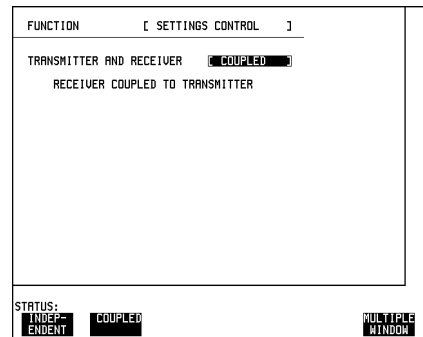 FUNCTION [ SETTINGS CONTROL ]
TRANSMITTER AND RECEIVER [ COUPLED ]
RECEIVER COUPLED TO TRANSMITTER
STATUS:
INDEP-
ENDENT
COUPLED
MULTIPLE
WINDOW